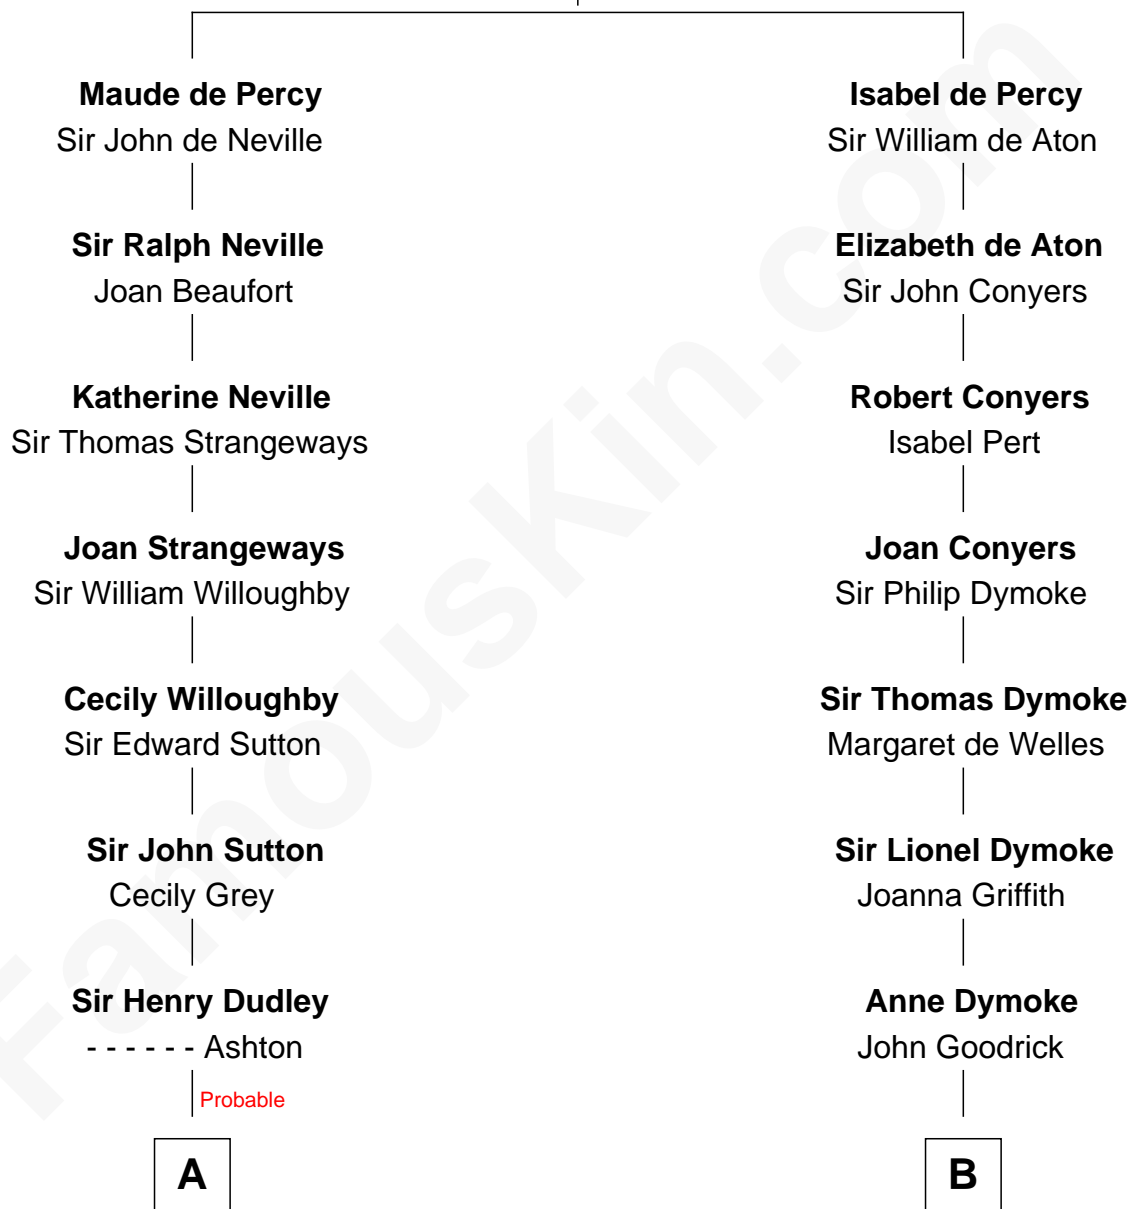 Maude de Percy
Sir John de Neville
Isabel de Percy
Sir William de Aton
Sir Ralph Neville
Joan Beaufort
Elizabeth de Aton
Sir John Conyers
Katherine Neville
Sir Thomas Strangeways
Robert Conyers
Isabel Pert
Joan Strangeways
Sir William Willoughby
Joan Conyers
Sir Philip Dymoke
Cecily Willoughby
Sir Edward Sutton
Sir Thomas Dymoke
Margaret de Welles
Sir John Sutton
Cecily Grey
Sir Lionel Dymoke
Joanna Griffith
Sir Henry Dudley
- - - - - - Ashton
Anne Dymoke
John Goodrick
Probable
A
B
FamousKin.com